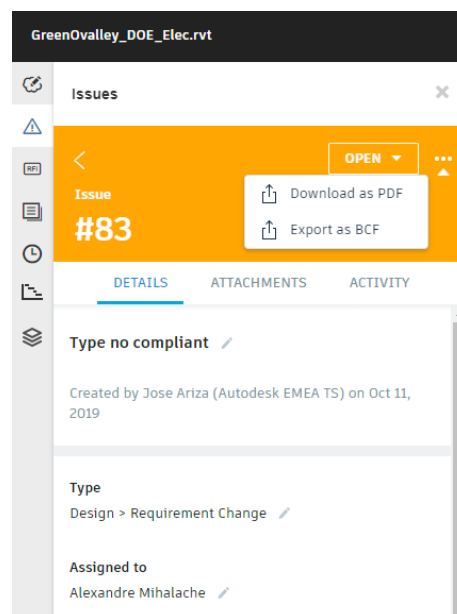 GreenOvalley_DOE_Elec.rvt
Issues
OPEN
Issue
Download as PDF
#83
Export as BCF
DETAILS ATTACHMENTS ACTIVITY
Type no compliant
Created by Jose Ariza (Autodesk EMEA TS) on Oct 11,
2019
Type
Design > Requirement Change
Assigned to
Alexandre Mihalache
RFI